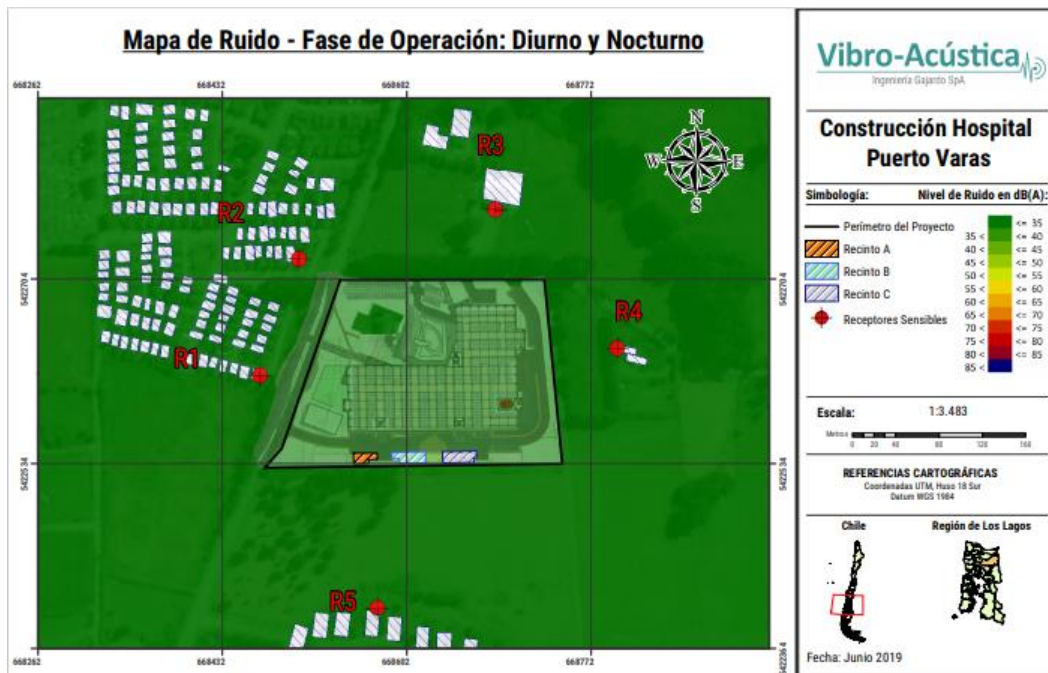 Mapa de Ruido - Fase de Operación: Diurno y Nocturno
668262
668432
668602
668772
R3
R2
R4
R1
R5
5422704
5422534
5422364
668262
668432
668602
668772
N
W
E
S
Vibro-Acústica
Ingeniería Gajardo SpA
Construcción Hospital
Puerto Varas
Simbología:
Nivel de Ruido en dB(A):
Perímetro del Proyecto
Recinto A
Recinto B
Recinto C
Receptores Sensibles
<= 35
35 < <= 40
40 < <= 45
45 < <= 50
50 < <= 55
55 < <= 60
60 < <= 65
65 < <= 70
70 < <= 75
75 < <= 80
80 < <= 85
85 <
Escala:
1:3.483
Metros
0 20 40 80 120 160
REFERENCIAS CARTOGRÁFICAS
Coordenadas UTM, Huso 18 Sur
Datum WGS 1984
Chile
Región de Los Lagos
Fecha: Junio 2019